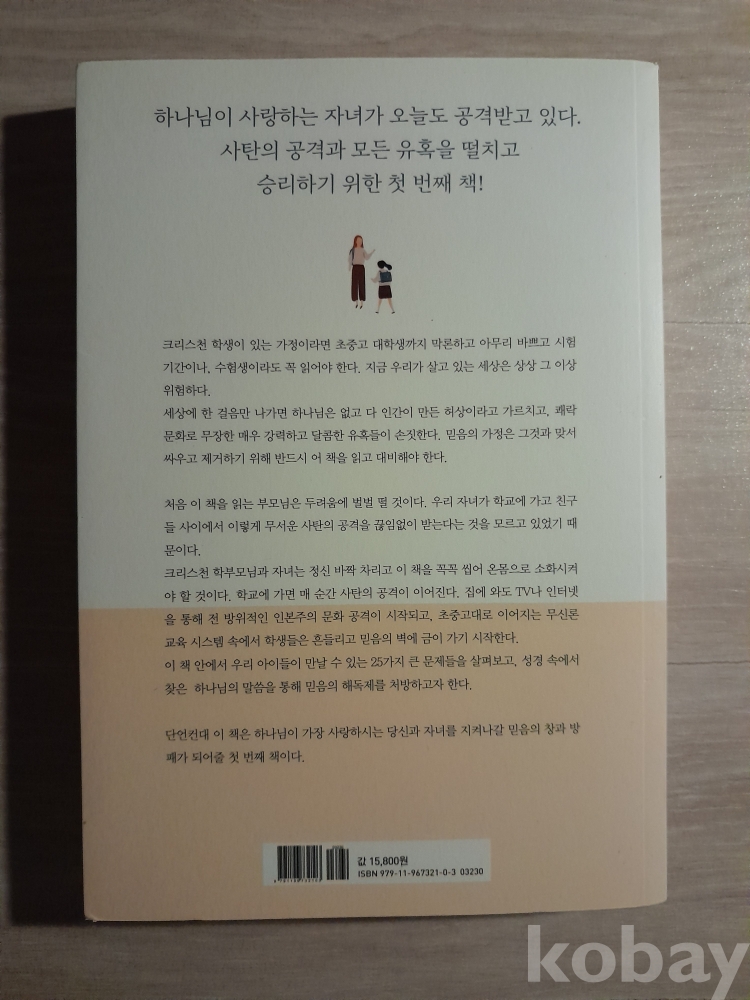 하나님이 사랑하는 자녀가 오늘도 공격받고 있다.
사탄의 공격과 모든 유혹을 떨치고
승리하기 위한 첫 번째 책!
크리스천 학생이 있는 가정이라면 초중고 대학생까지 막론하고 아무리 바쁘고 시험
기간이나, 수험생이라도 꼭 읽어야 한다. 지금 우리가 살고 있는 세상은 상상 그 이상
위험하다.
세상에 한 걸음만 나가면 하나님은 없고 다 인간이 만든 허상이라고 가르치고, 쾌락
문화로 무장한 매우 강력하고 달콤한 유혹들이 손짓한다. 믿음의 가정은 그것과 맞서
싸우고 제거하기 위해 반드시 어 책을 읽고 대비해야 한다.
처음 이 책을 읽는 부모님은 두려움에 벌벌 떨 것이다. 우리 자녀가 학교에 가고 친구
들 사이에서 이렇게 무서운 사탄의 공격을 끊임없이 받는다는 것을 모르고 있었기 때
문이다.
크리스천 학부모님과 자녀는 정신 바짝 차리고 이 책을 꼭꼭 씹어 온몸으로 소화시켜
야 할 것이다. 학교에 가면 매 순간 사탄의 공격이 이어진다. 집에 와도 TV나 인터넷
을 통해 전 방위적인 인본주의 문화 공격이 시작되고, 초중고대로 이어지는 무신론
교육 시스템 속에서 학생들은 흔들리고 믿음의 벽에 금이 가기 시작한다.
이 책 안에서 우리 아이들이 만날 수 있는 25가지 큰 문제들을 살펴보고, 성경 속에서
찾은 하나님의 말씀을 통해 믿음의 해독제를 처방하고자 한다.
단언컨대 이 책은 하나님이 가장 사랑하시는 당신과 자녀를 지켜나갈 믿음의 창과 방
패가 되어줄 첫 번째 책이다.
값 15,800원
ISBN 979-11-967321-0-3 03230
kobay